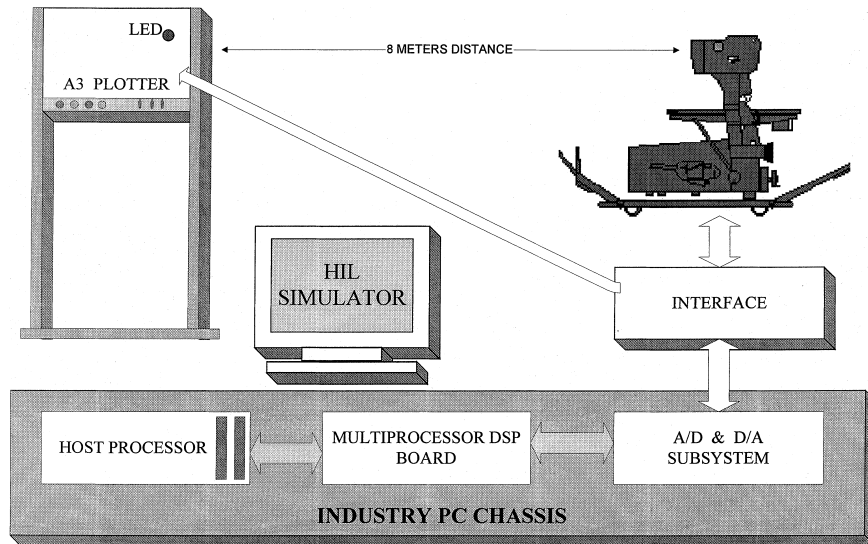 LED
8 METERS DISTANCE
A3 PLOTTER
HIL
SIMULATOR
INTERFACE
HOST PROCESSOR
MULTIPROCESSOR DSP
BOARD
A/D & D/A
SUBSYSTEM
INDUSTRY PC CHASSIS